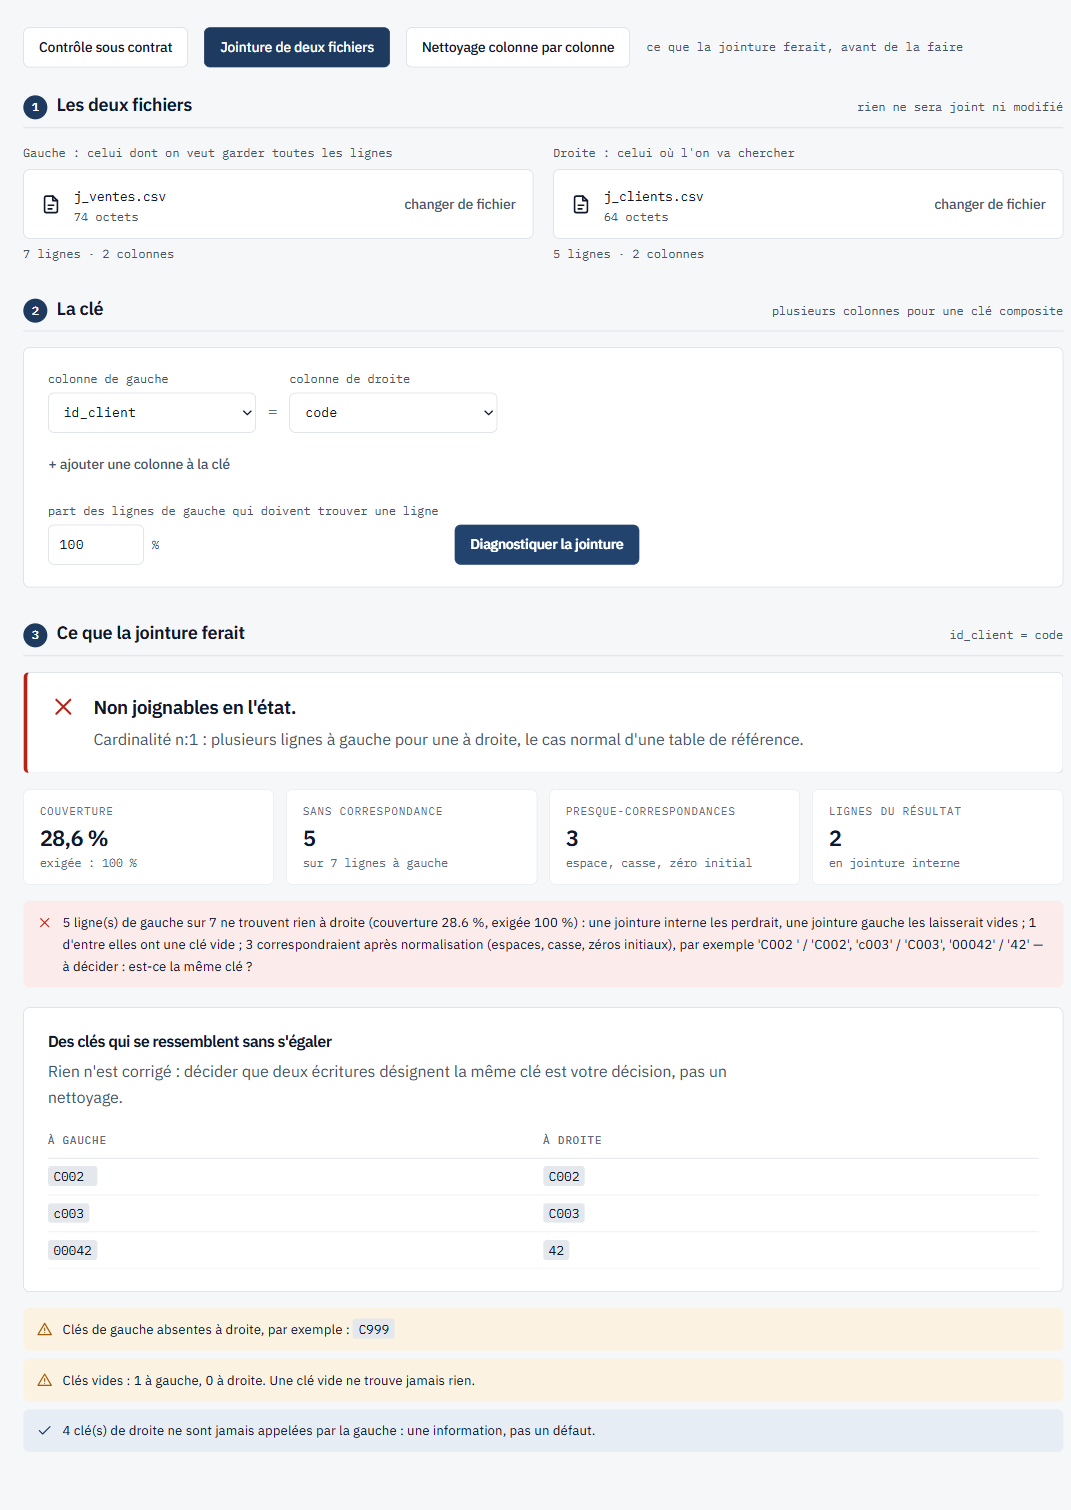 Contrôle sous contrat
Jointure de deux fichiers
Nettoyage colonne par colonne
ce que la jointure ferait, avant de la faire
1 Les deux fichiers
rien ne sera joint ni modifié
Gauche : celui dont on veut garder toutes les lignes
j_ventes.csv
74 octets
changer de fichier
7 lignes · 2 colonnes
Droite : celui où l'on va chercher
j_clients.csv
64 octets
changer de fichier
5 lignes · 2 colonnes
2 La clé
plusieurs colonnes pour une clé composite
colonne de gauche
id_client
=
colonne de droite
code
+ ajouter une colonne à la clé
part des lignes de gauche qui doivent trouver une ligne
100 %
Diagnostiquer la jointure
3 Ce que la jointure ferait
id_client = code
Non joignables en l'état.
Cardinalité n:1 : plusieurs lignes à gauche pour une à droite, le cas normal d'une table de référence.
COUVERTURE
28,6 %
exigée : 100 %
SANS CORRESPONDANCE
5
sur 7 lignes à gauche
PRESQUE-CORRESPONDANCES
3
espace, casse, zéro initial
LIGNES DU RÉSULTAT
2
en jointure interne
5 ligne(s) de gauche sur 7 ne trouvent rien à droite (couverture 28.6 %, exigée 100 %) : une jointure interne les perdrait, une jointure gauche les laisserait vides ; 1
d'entre elles ont une clé vide ; 3 correspondraient après normalisation (espaces, casse, zéros initiaux), par exemple 'C002 ' / 'C002', 'c003' / 'C003', '00042' / '42' —
à décider : est-ce la même clé ?
Des clés qui se ressemblent sans s'égaler
Rien n'est corrigé : décider que deux écritures désignent la même clé est votre décision, pas un
nettoyage.
À GAUCHE À DROITE
C002 C002
c003 C003
00042 42
Clés de gauche absentes à droite, par exemple : C999
Clés vides : 1 à gauche, 0 à droite. Une clé vide ne trouve jamais rien.
4 clé(s) de droite ne sont jamais appelées par la gauche : une information, pas un défaut.